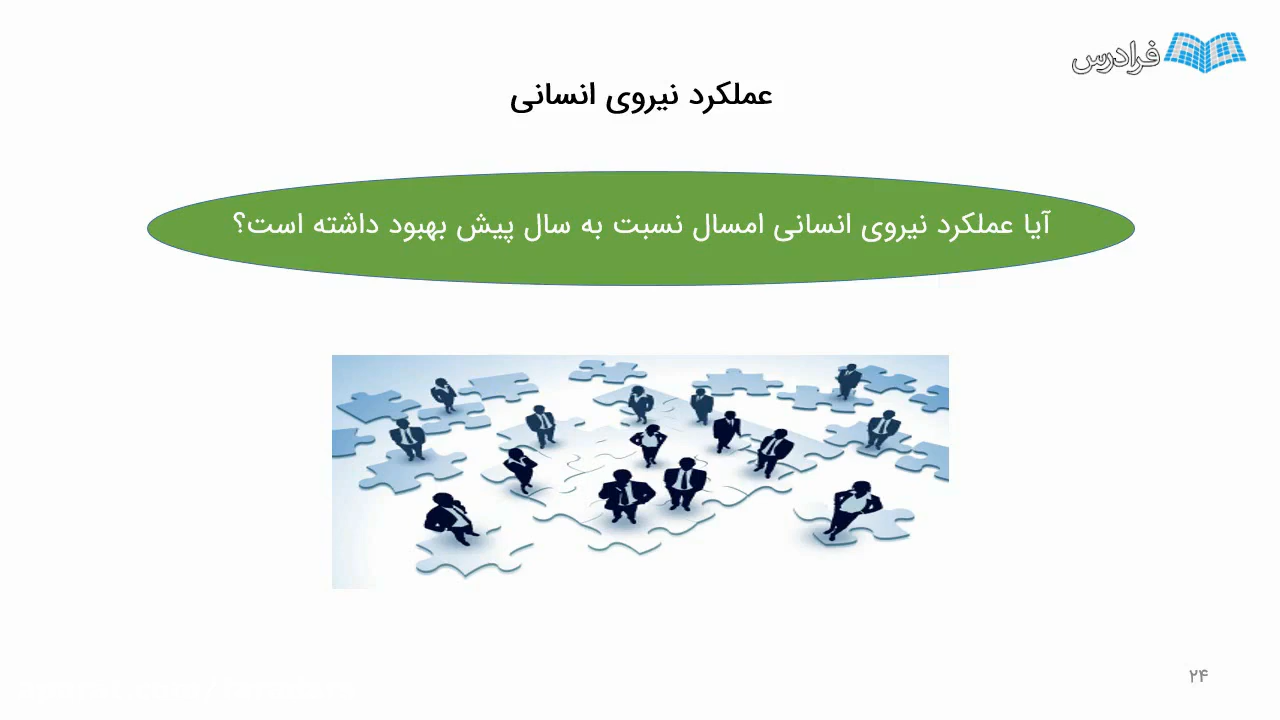 فرادرس
عملکرد نیروی انسانی
آیا عملکرد نیروی انسانی امسال نسبت به سال پیش بهبود داشته است؟
۲۴